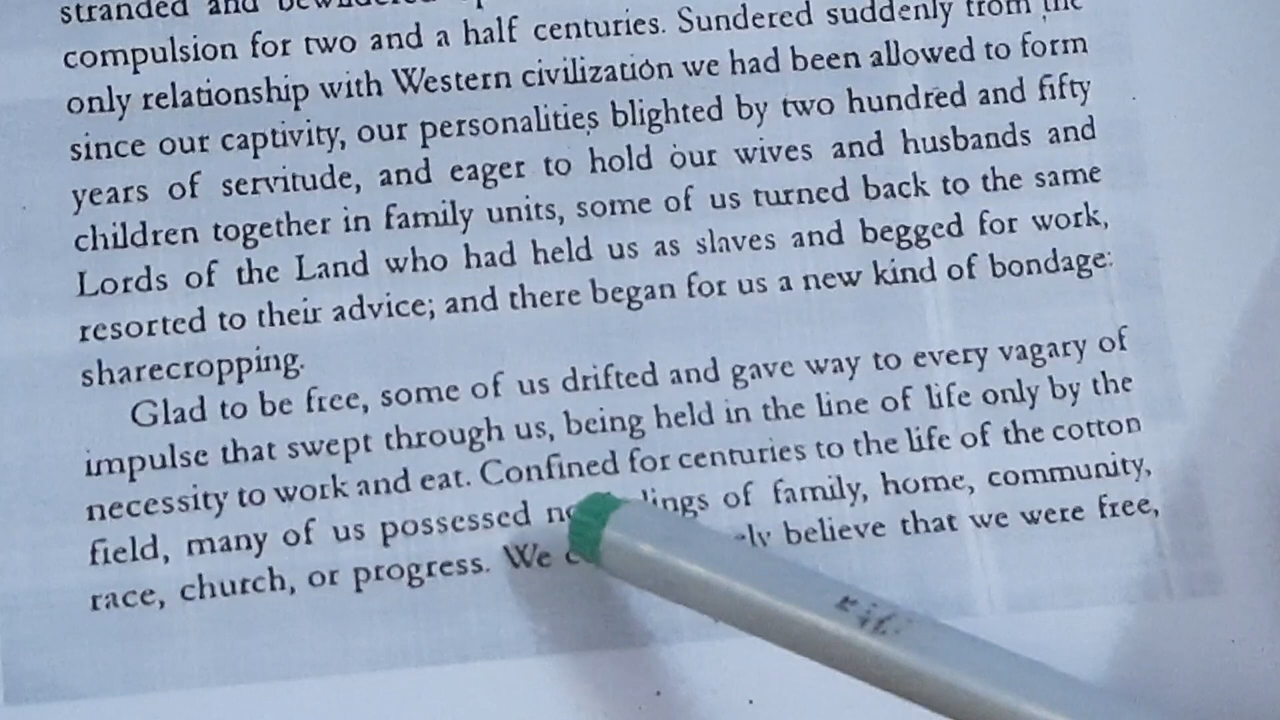 stranded and
compulsion for two and a half centuries. Sundered suddenly from the
only relationship with Western civilization we had been allowed to form
since our captivity, our personalities blighted by two hundred and fifty
years of servitude, and eager to hold our wives and husbands and
children together in family units, some of us turned back to the same
Lords of the Land who had held us as slaves and begged for work,
resorted to their advice; and there began for us a new kind of bondage:
sharecropping.
Glad to be free, some of us drifted and gave way to every vagary of
impulse that swept through us, being held in the line of life only by the
necessity to work and eat. Confined for centuries to the life of the cotton
field, many of us possessed of family, home, community,
race, church, or progress. We believe that we were free,